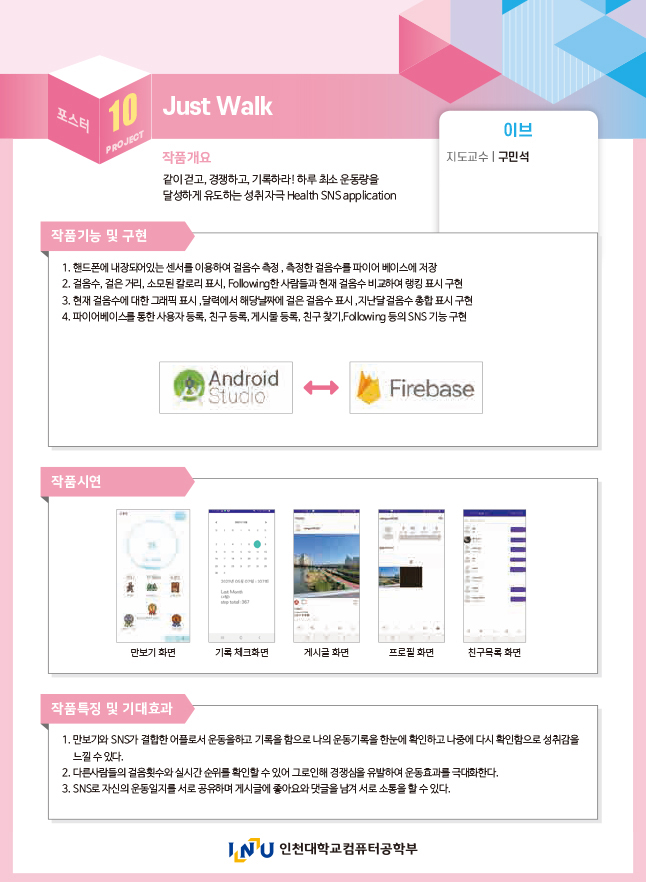 포스터
10
PROJECT
Just Walk
이브
지도교수 | 구민석
작품개요
같이 걷고, 경쟁하고, 기록하라! 하루 최소 운동량을
달성하게 유도하는 성취 자극 Health SNS application
작품기능 및 구현
1. 핸드폰에 내장되어있는 센서를 이용하여 걸음수 측정 , 측정한 걸음수를 파이어 베이스에 저장
2. 걸음수, 걸은 거리, 소모된 칼로리 표시, Following한 사람들과 현재 걸음수 비교하여 랭킹 표시 구현
3. 현재 걸음수에 대한 그래픽 표시 ,달력에서 해당날짜에 걸은 걸음수 표시 ,지난달 걸음수 총합 표시 구현
4. 파이어베이스를 통한 사용자 등록, 친구 등록, 게시물 등록, 친구 찾기,Following 등의 SNS 기능 구현
Android
Studio
Firebase
작품시연
Last Month
만보기 화면
기록 체크화면
게시글 화면
프로필 화면
친구목록 화면
작품특징 및 기대효과
1. 만보기와 SNS가 결합한 어플로서 운동을하고 기록을 함으로 나의 운동기록을 한눈에 확인하고 나중에 다시 확인함으로 성취감을
느낄 수 있다.
2. 다른사람들의 걸음횟수와 실시간 순위를 확인할 수 있어 그로인해 경쟁심을 유발하여 운동효과를 극대화한다.
3. SNS로 자신의 운동일지를 서로 공유하며 게시글에 좋아요와 댓글을 남겨 서로 소통을 할 수 있다.
INU 인천대학교컴퓨터공학부